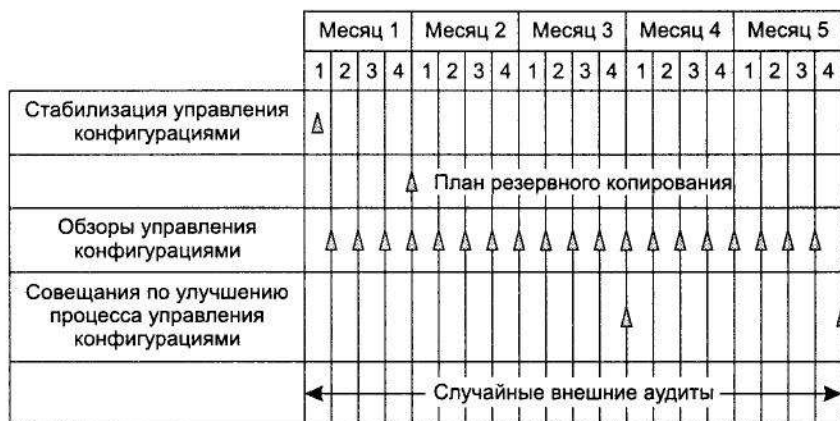 Месяц 1 Месяц 2 Месяц 3 Месяц 4 Месяц 5
1 2 3 4 1 2 3 4 1 2 3 4 1 2 3 4 1 2 3 4
Стабилизация управления
конфигурациями
План резервного копирования
Обзоры управления
конфигурациями
Совещания по улучшению
процесса управления
конфигурациями
Случайные внешние аудиты